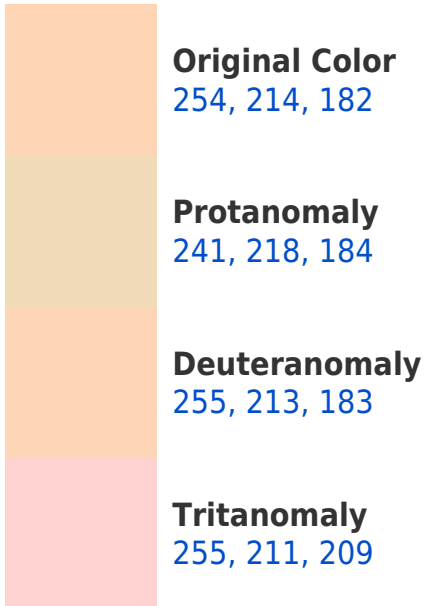 Original Color
254, 214, 182
Protanomaly
241, 218, 184
Deuteranomaly
255, 213, 183
Tritanomaly
255, 211, 209